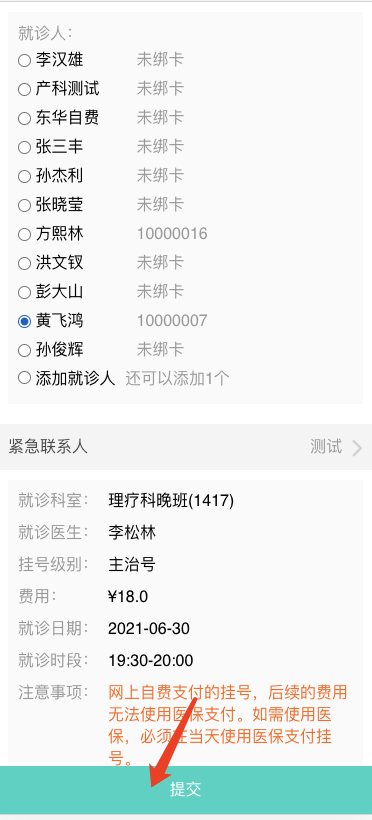 就诊人：
李汉雄 未绑卡
产科测试 未绑卡
东华自费 未绑卡
张三丰 未绑卡
孙杰利 未绑卡
张晓莹 未绑卡
方熙林 10000016
洪文钗 未绑卡
彭大山 未绑卡
黄飞鸿 10000007
孙俊辉 未绑卡
添加就诊人 还可以添加1个
紧急联系人 测试
就诊科室： 理疗科晚班(1417)
就诊医生： 李松林
挂号级别： 主治号
费用： ¥18.0
就诊日期： 2021-06-30
就诊时段： 19:30-20:00
注意事项： 网上自费支付的挂号，后续的费用
无法使用医保支付。如需使用医
保，必须在当天使用医保支付挂
号。
提交